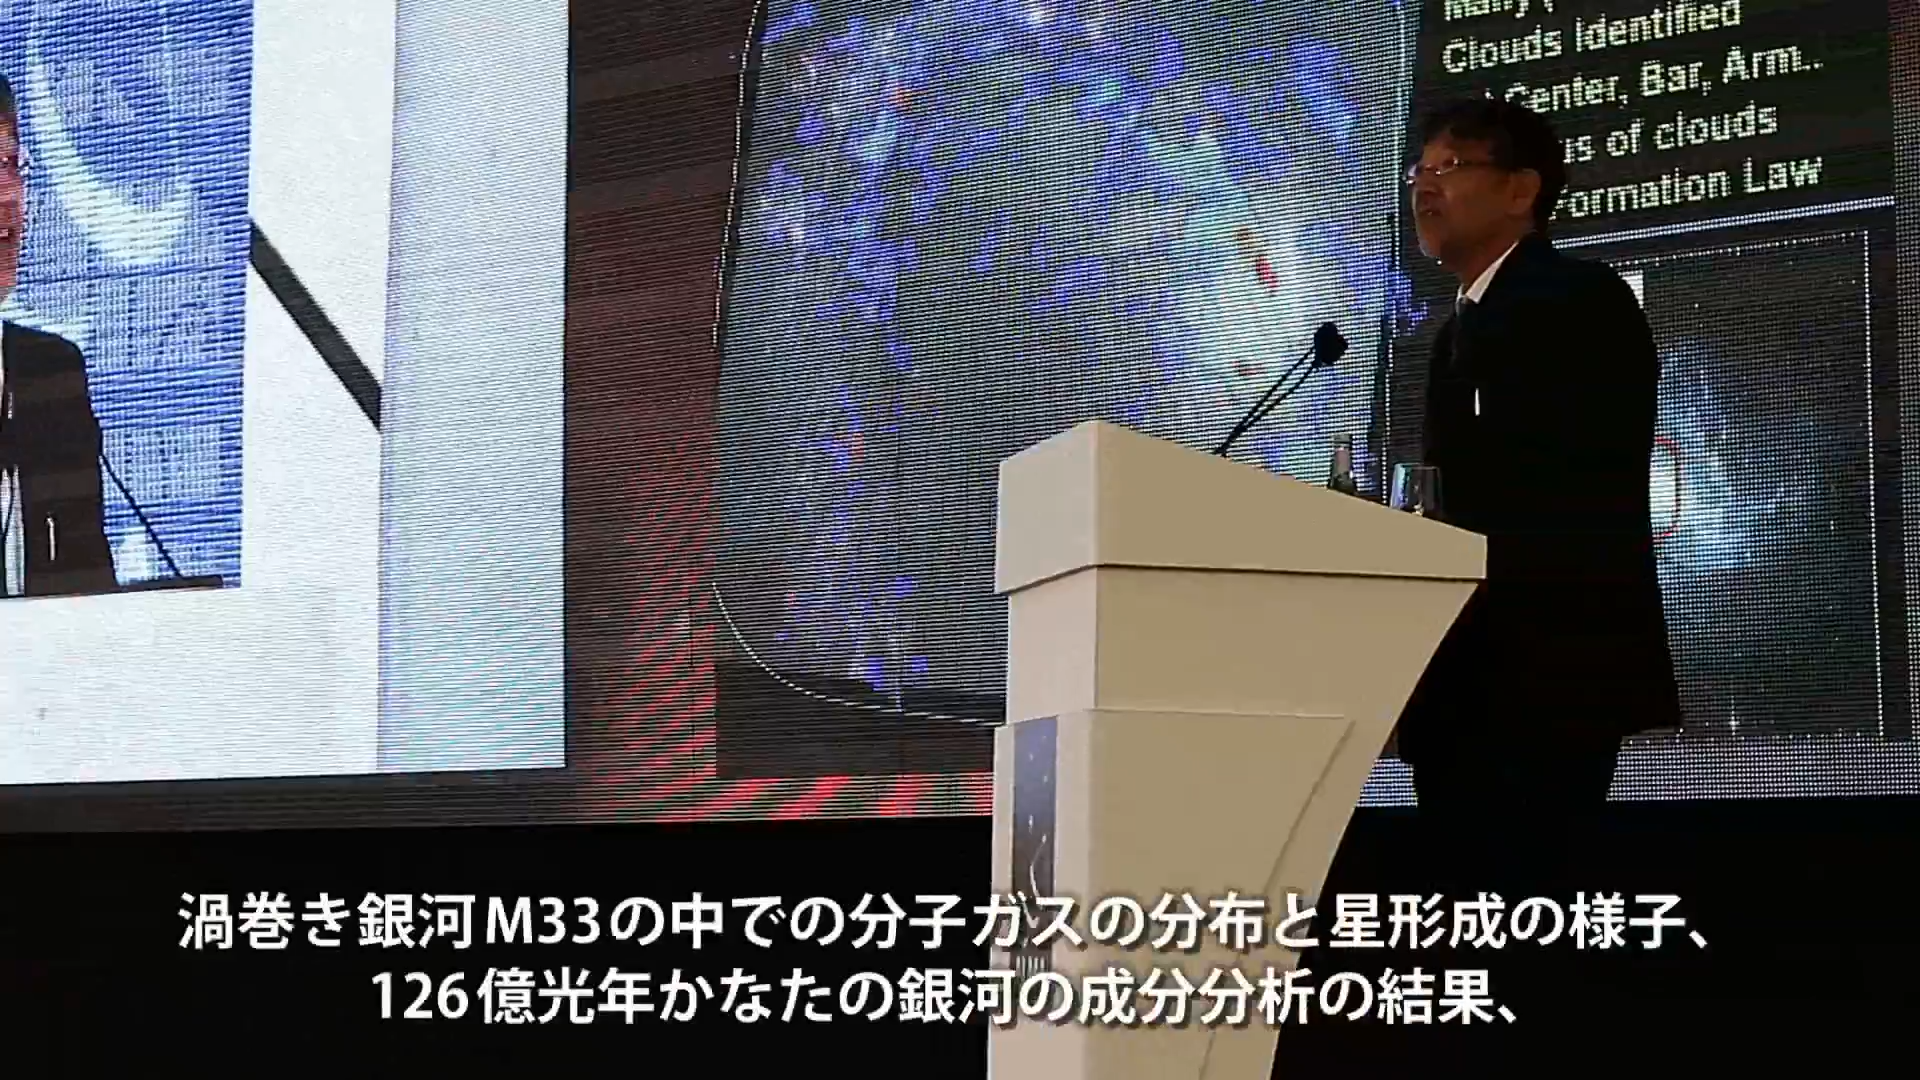 Clouds Identified
Center, Bar, Arm..
of clouds
Formation Law
渦巻き銀河M33の中での分子ガスの分布と星形成の様子、
126億光年かなたの銀河の成分分析の結果、